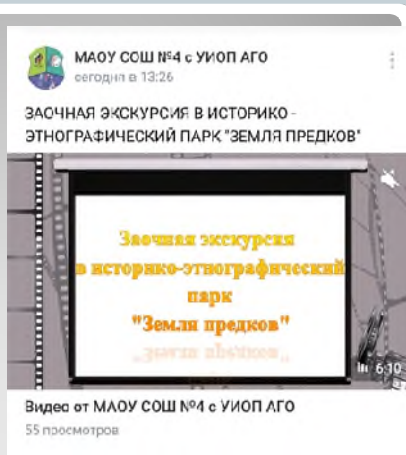 МАОУ СОШ №4 с УИОП АГО
сегодня в 13:26
ЗАОЧНАЯ ЭКСКУРСИЯ В ИСТОРИКО-
ЭТНОГРАФИЧЕСКИЙ ПАРК "ЗЕМЛЯ ПРЕДКОВ"
Заочная экскурсия
в историко-этнографический
парк
"Земля предков"
6:10
Видео от МАОУ СОШ №4 с УИОП АГО
55 просмотров